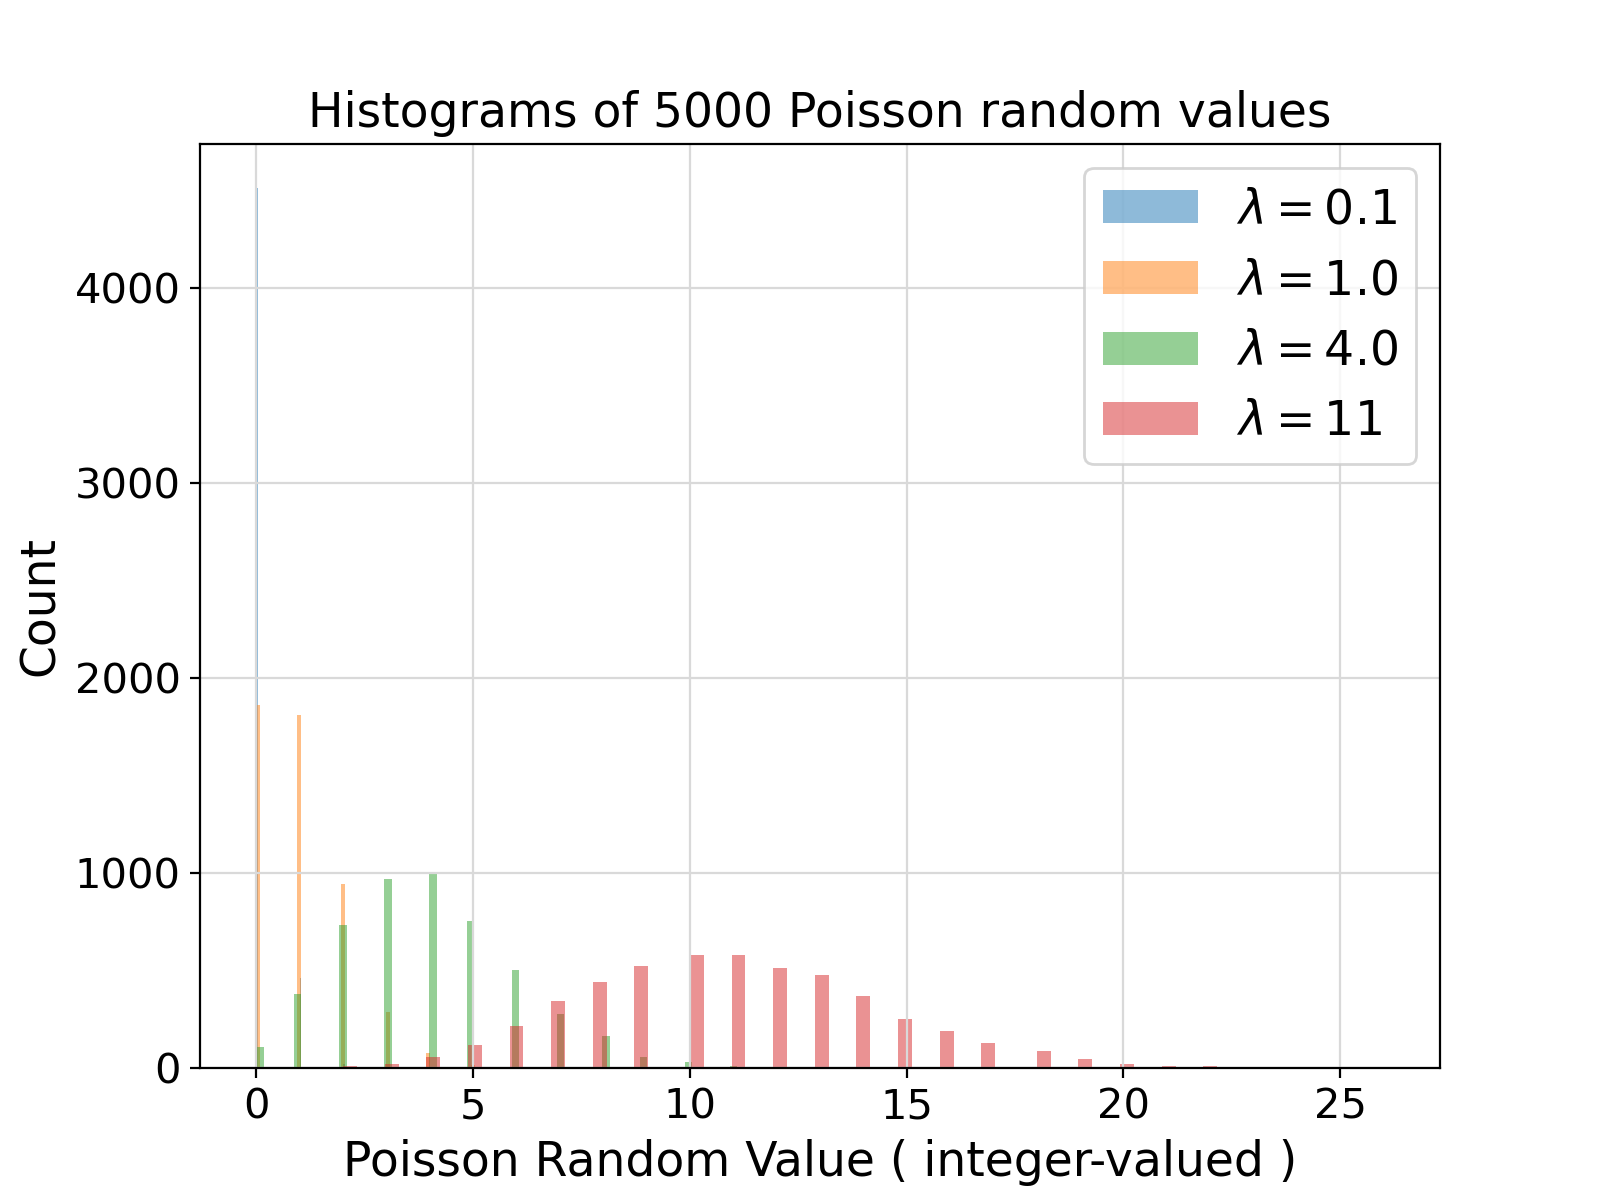 Histograms of 5000 Poisson random values
λ = 0.1
λ = 1.0
λ = 4.0
λ = 11
4000
3000
2000
1000
0
Count
0 5 10 15 20 25
Poisson Random Value ( integer-valued )